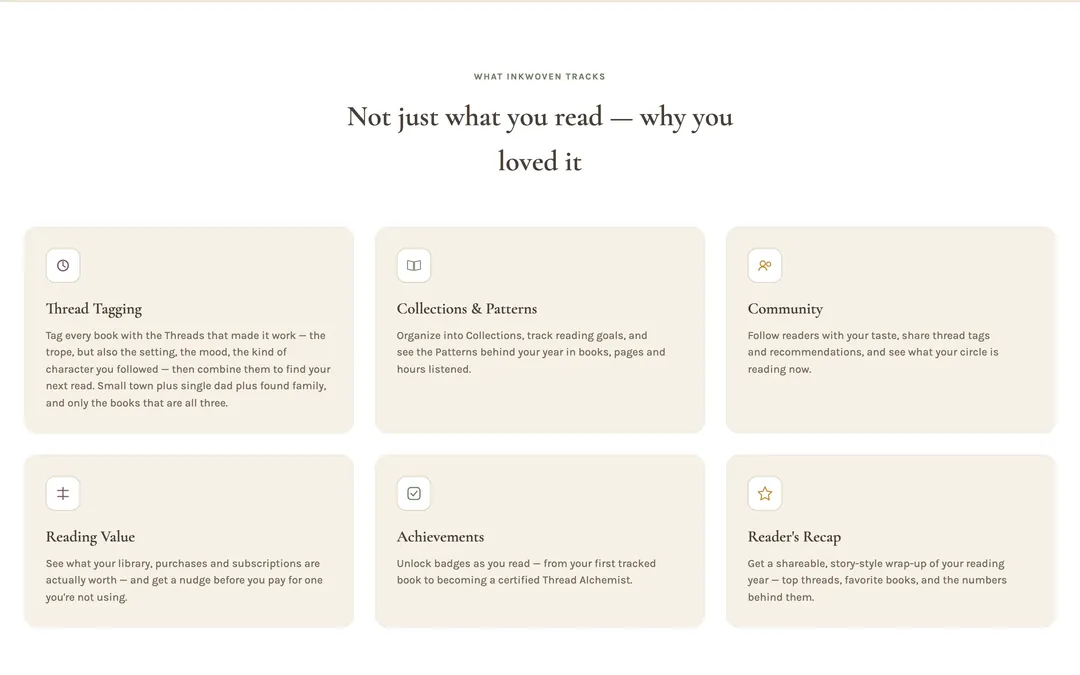 WHAT INKWOVEN TRACKS
Not just what you read — why you
loved it
Thread Tagging
Tag every book with the Threads that made it work — the
trope, but also the setting, the mood, the kind of
character you followed — then combine them to find your
next read. Small town plus single dad plus found family,
and only the books that are all three.
Collections & Patterns
Organize into Collections, track reading goals, and
see the Patterns behind your year in books, pages and
hours listened.
Community
Follow readers with your taste, share thread tags
and recommendations, and see what your circle is
reading now.
Reading Value
See what your library, purchases and subscriptions are
actually worth — and get a nudge before you pay for one
you're not using.
Achievements
Unlock badges as you read — from your first tracked
book to becoming a certified Thread Alchemist.
Reader's Recap
Get a shareable, story-style wrap-up of your reading
year — top threads, favorite books, and the numbers
behind them.